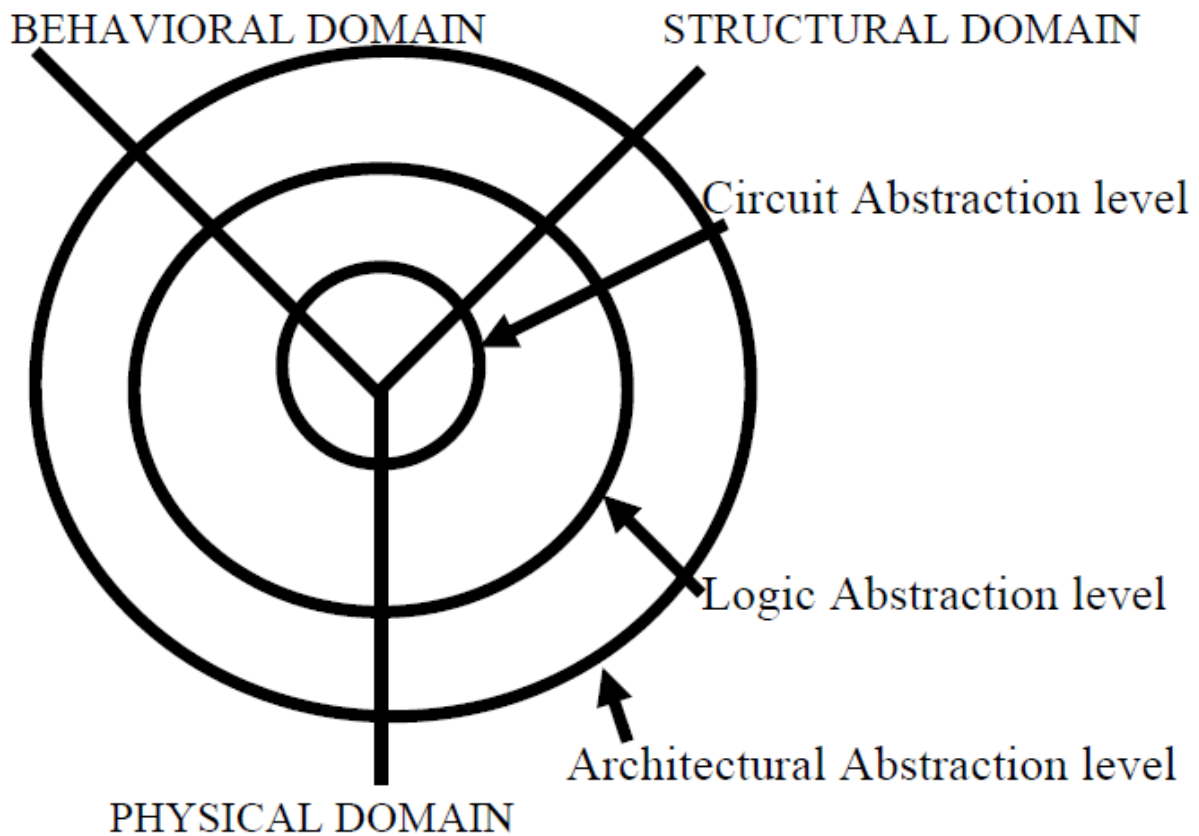 BEHAVIORAL DOMAIN
STRUCTURAL DOMAIN
Circuit Abstraction level
Logic Abstraction level
Architectural Abstraction level
PHYSICAL DOMAIN